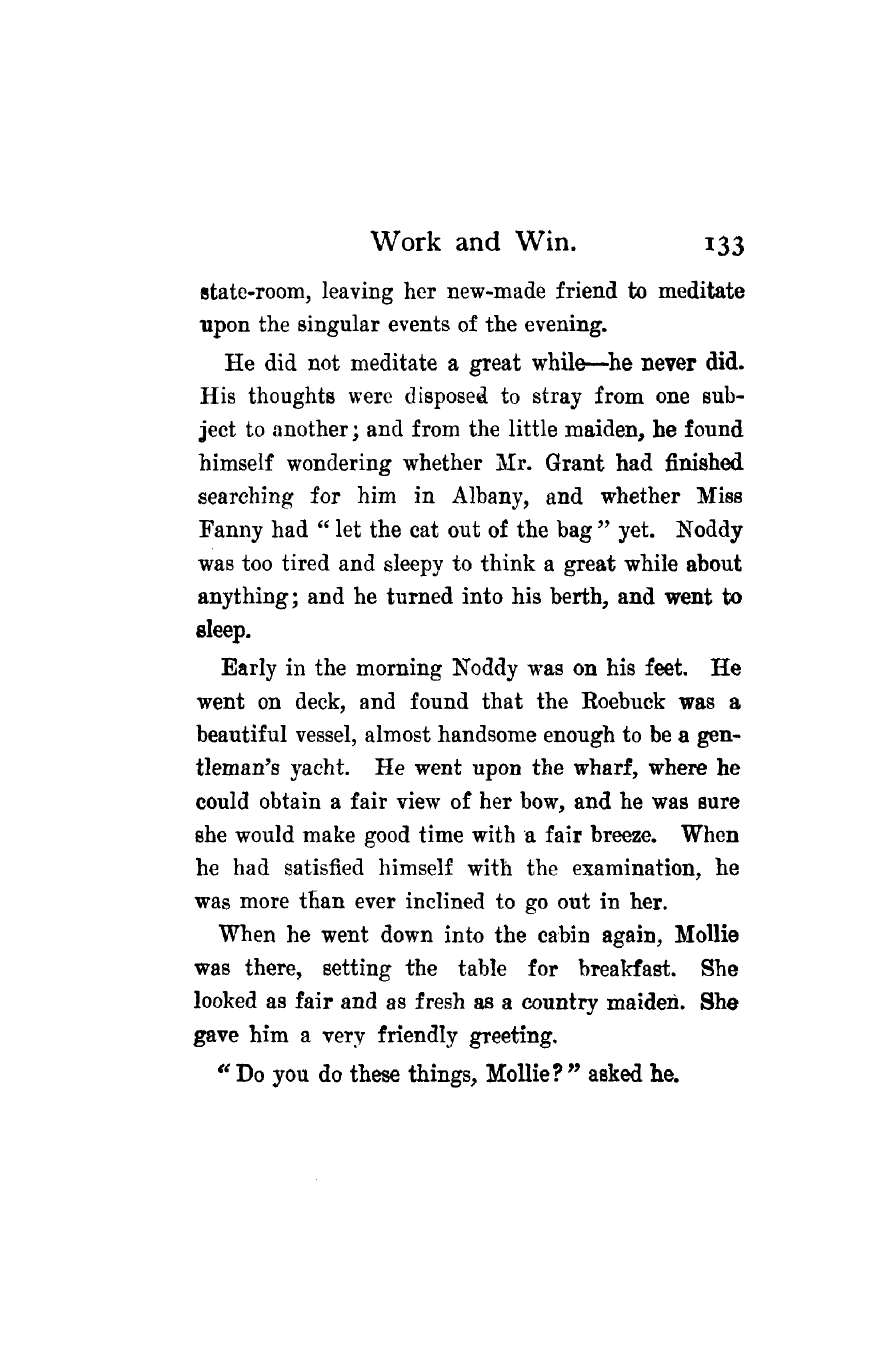 Work and Win. 133
state-room, leaving her new-made friend to meditate
upon the singular events of the evening.
He did not meditate a great while—he never did.
His thoughts were disposed to stray from one sub-
ject to another; and from the little maiden, he found
himself wondering whether Mr. Grant had finished
searching for him in Albany, and whether Miss
Fanny had “let the cat out of the bag” yet. Noddy
was too tired and sleepy to think a great while about
anything; and he turned into his berth, and went to
sleep.
Early in the morning Noddy was on his feet. He
went on deck, and found that the Roebuck was a
beautiful vessel, almost handsome enough to be a gen-
tleman’s yacht. He went upon the wharf, where he
could obtain a fair view of her bow, and he was sure
she would make good time with a fair breeze. When
he had satisfied himself with the examination, he
was more than ever inclined to go out in her.
When he went down into the cabin again, Mollie
was there, setting the table for breakfast. She
looked as fair and as fresh as a country maiden. She
gave him a very friendly greeting.
“Do you do these things, Mollie?” asked he.